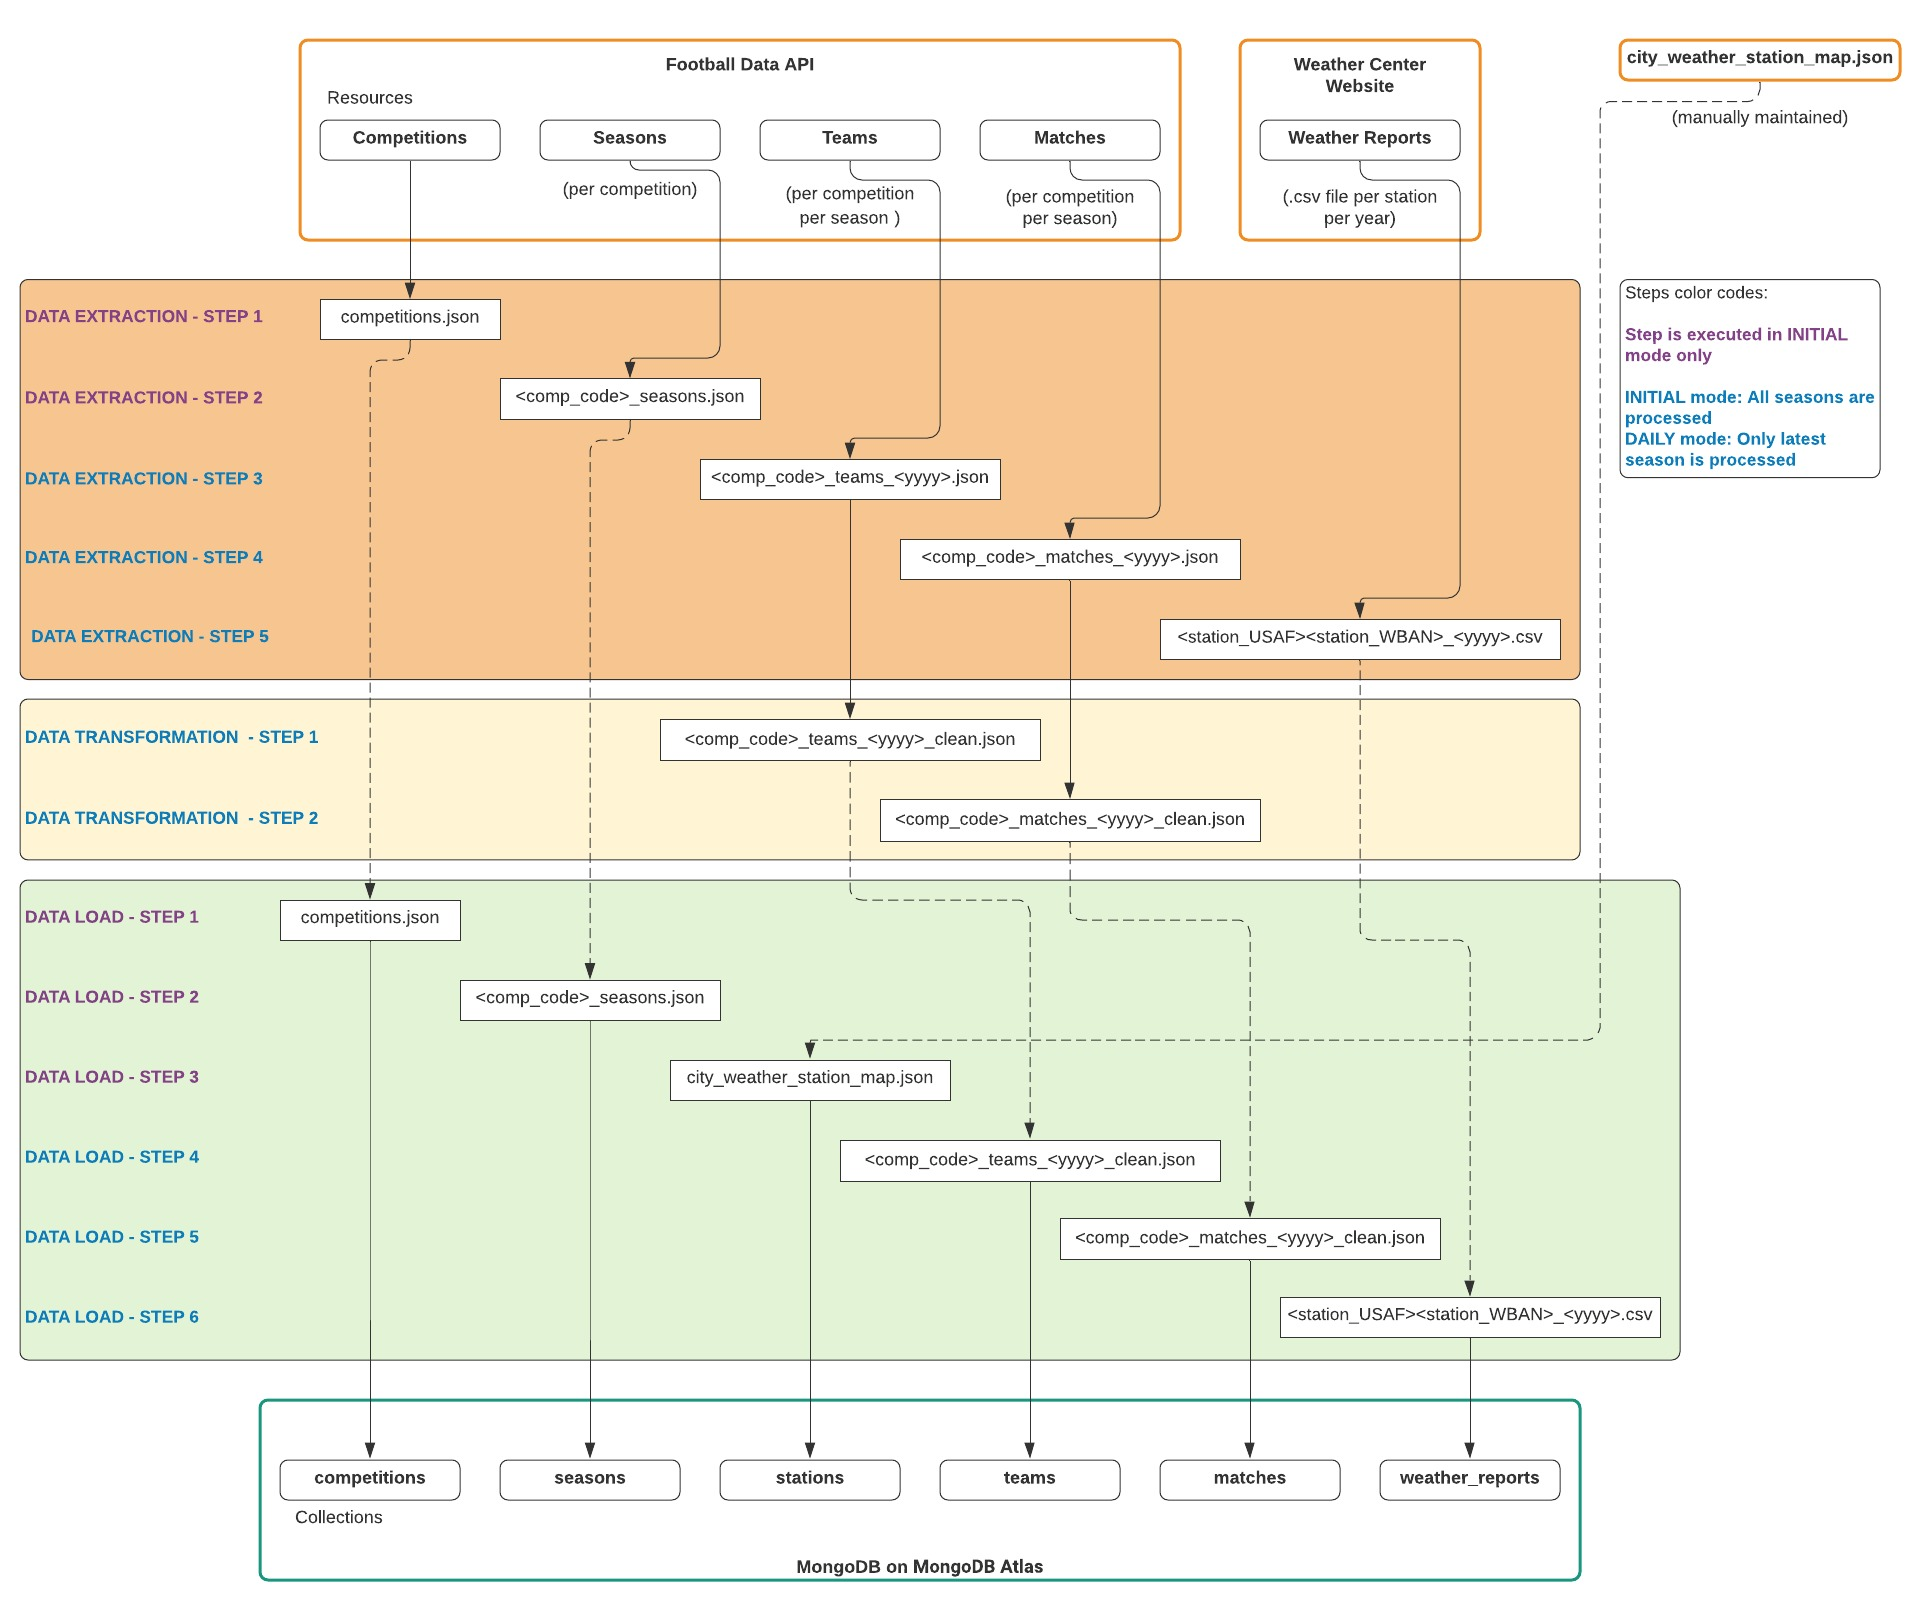 Football Data API
Resources
Competitions
Seasons
(per competition)
Teams
(per competition
per season )
Matches
(per competition
per season)
Weather Center
Website
Weather Reports
(.csv file per station
per year)
city_weather_station_map.json
(manually maintained)
Steps color codes:
Step is executed in INITIAL
mode only
INITIAL mode: All seasons are
processed
DAILY mode: Only latest
season is processed
DATA EXTRACTION - STEP 1
competitions.json
DATA EXTRACTION - STEP 2
<comp_code>_seasons.json
DATA EXTRACTION - STEP 3
<comp_code>_teams_<yyyy>.json
DATA EXTRACTION - STEP 4
<comp_code>_matches_<yyyy>.json
DATA EXTRACTION - STEP 5
<station_USAF><station_WBAN>_<yyyy>.csv
DATA TRANSFORMATION  - STEP 1
<comp_code>_teams_<yyyy>_clean.json
DATA TRANSFORMATION  - STEP 2
<comp_code>_matches_<yyyy>_clean.json
DATA LOAD - STEP 1
competitions.json
DATA LOAD - STEP 2
<comp_code>_seasons.json
DATA LOAD - STEP 3
city_weather_station_map.json
DATA LOAD - STEP 4
<comp_code>_teams_<yyyy>_clean.json
DATA LOAD - STEP 5
<comp_code>_matches_<yyyy>_clean.json
DATA LOAD - STEP 6
<station_USAF><station_WBAN>_<yyyy>.csv
competitions
seasons
stations
teams
matches
weather_reports
Collections
MongoDB on MongoDB Atlas